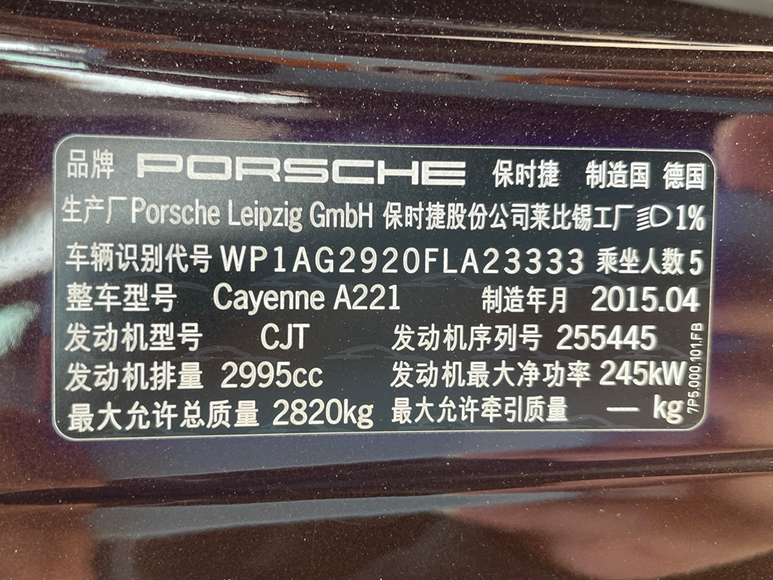 品牌 PORSCHE 保时捷 制造国 德国
生产厂 Porsche Leipzig GmbH 保时捷股份公司莱比锡工厂 1%
车辆识别代号 WP1AG2920FLA23333 乘坐人数 5
整车型号 Cayenne A221 制造年月 2015.04
发动机型号 CJT 发动机序列号 255445
发动机排量 2995cc 发动机最大净功率 245kW
最大允许总质量 2820kg 最大允许牵引质量 — kg
7P5.000.101.FB